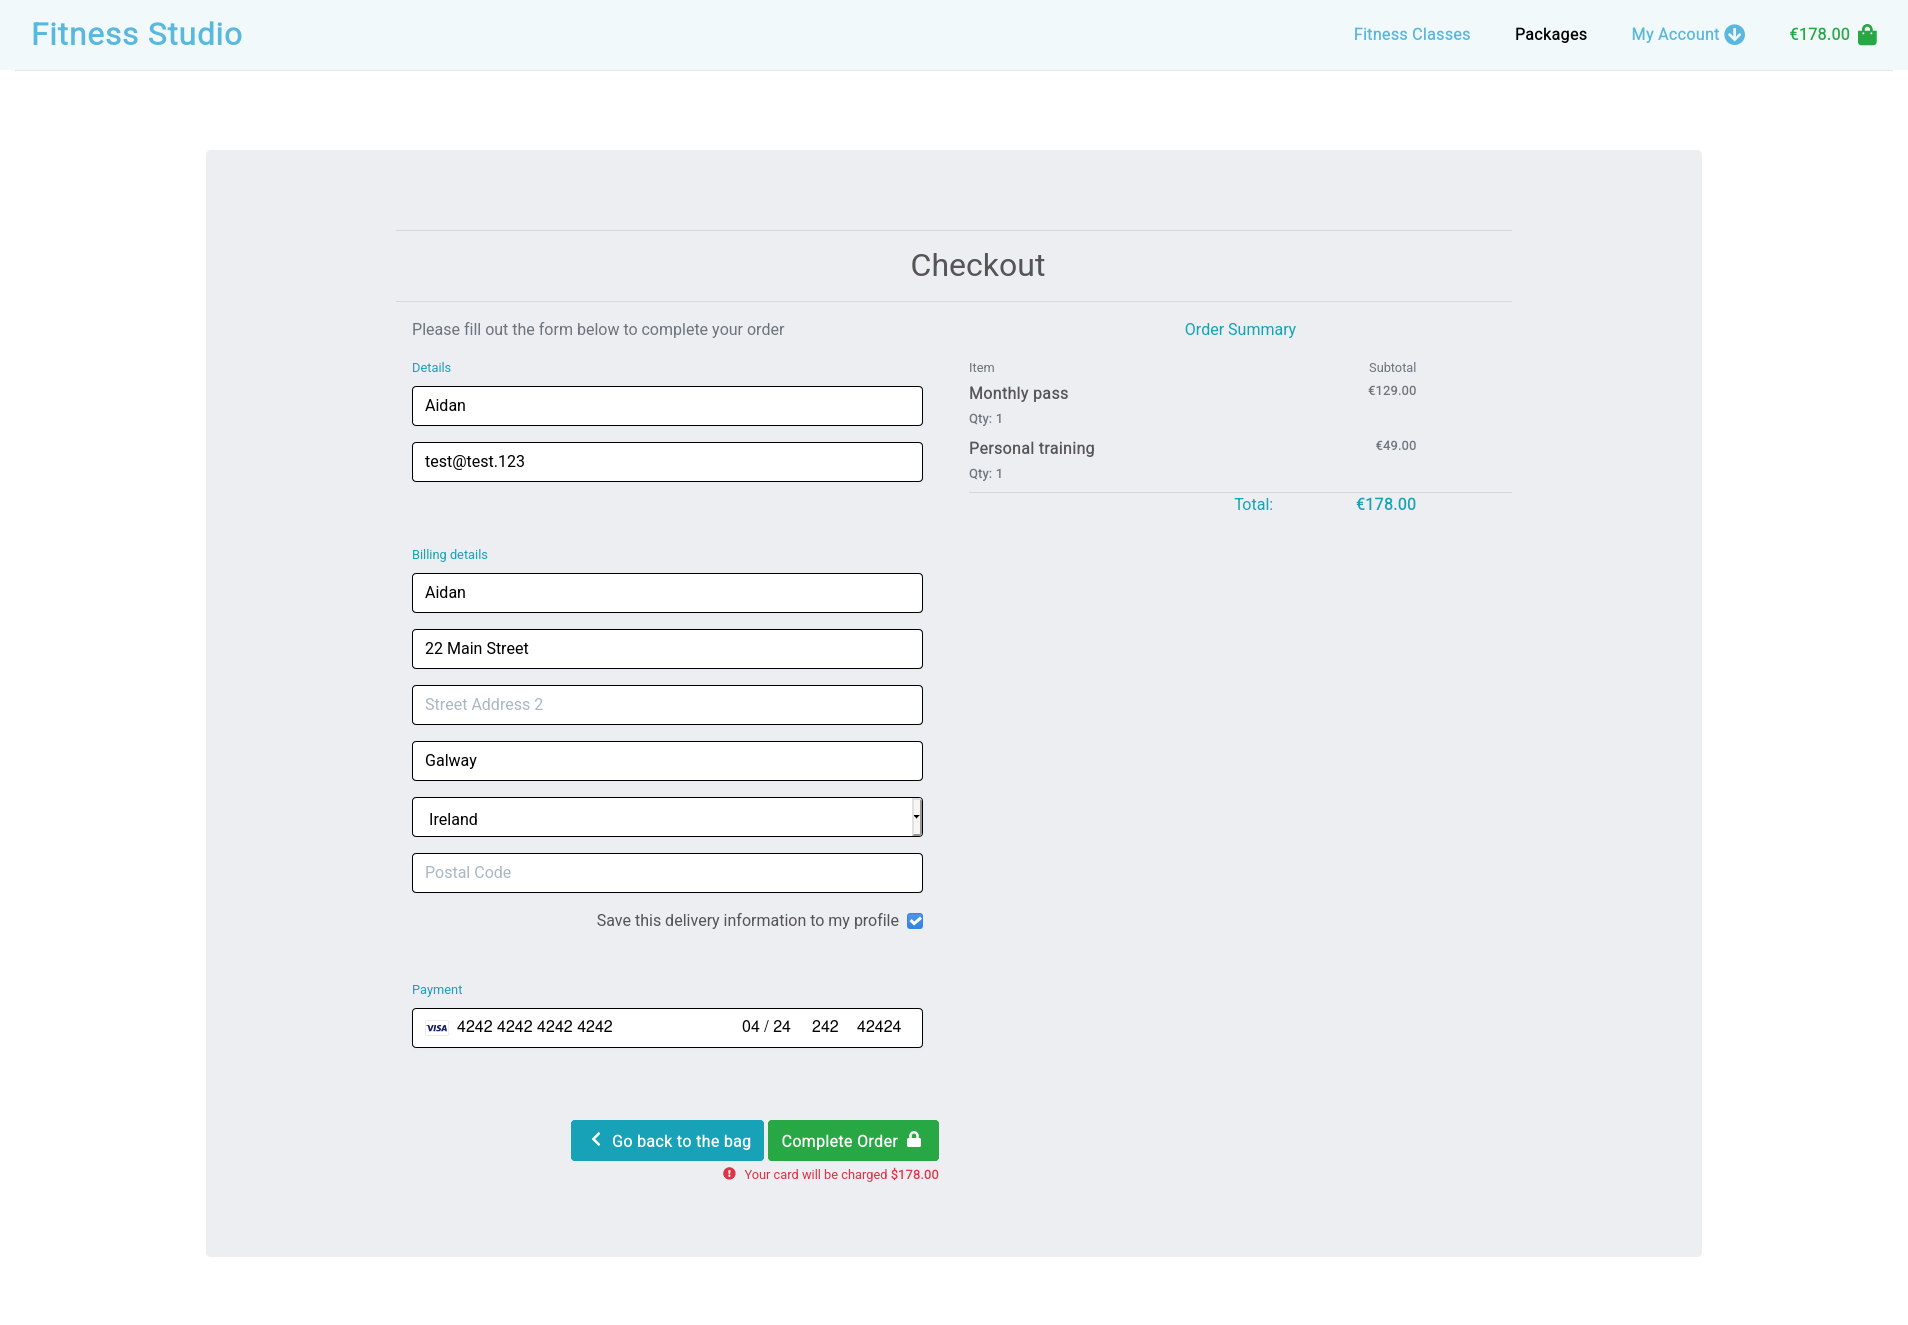 Fitness Studio
Fitness Classes Packages My Account €178.00
Checkout
Please fill out the form below to complete your order
Details
Aidan
test@test.123
Billing details
Aidan
22 Main Street
Street Address 2
Galway
Ireland
Postal Code
Save this delivery information to my profile
Payment
VISA 4242 4242 4242 4242 04 / 24 242 42424
Go back to the bag Complete Order
Your card will be charged $178.00
Order Summary
Item Subtotal
Monthly pass €129.00
Qty: 1
Personal training €49.00
Qty: 1
Total: €178.00